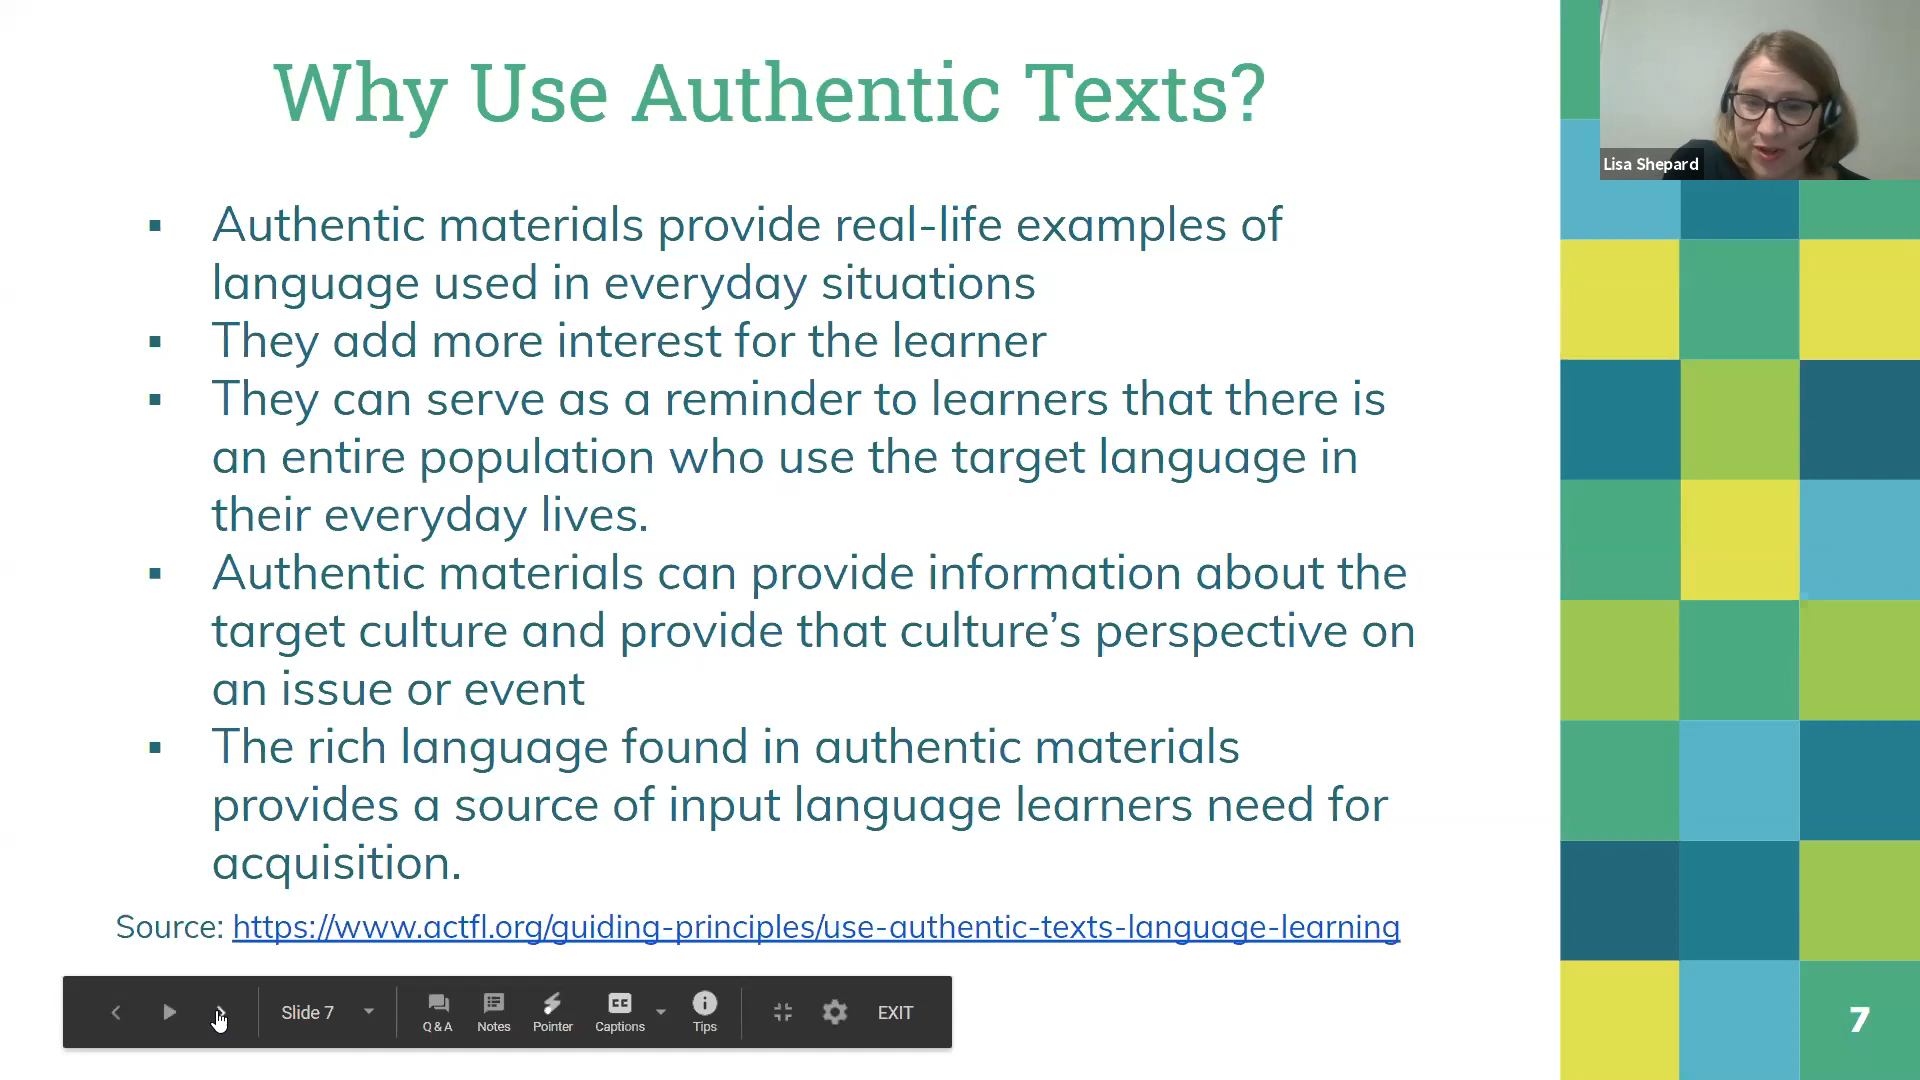 Why Use Authentic Texts?
Lisa Shepard
▪ Authentic materials provide real-life examples of
language used in everyday situations
▪ They add more interest for the learner
▪ They can serve as a reminder to learners that there is
an entire population who use the target language in
their everyday lives.
▪ Authentic materials can provide information about the
target culture and provide that culture’s perspective on
an issue or event
▪ The rich language found in authentic materials
provides a source of input language learners need for
acquisition.
Source: https://www.actfl.org/guiding-principles/use-authentic-texts-language-learning
Slide 7
Q & A
Notes
Pointer
CC
Captions
Tips
EXIT
7